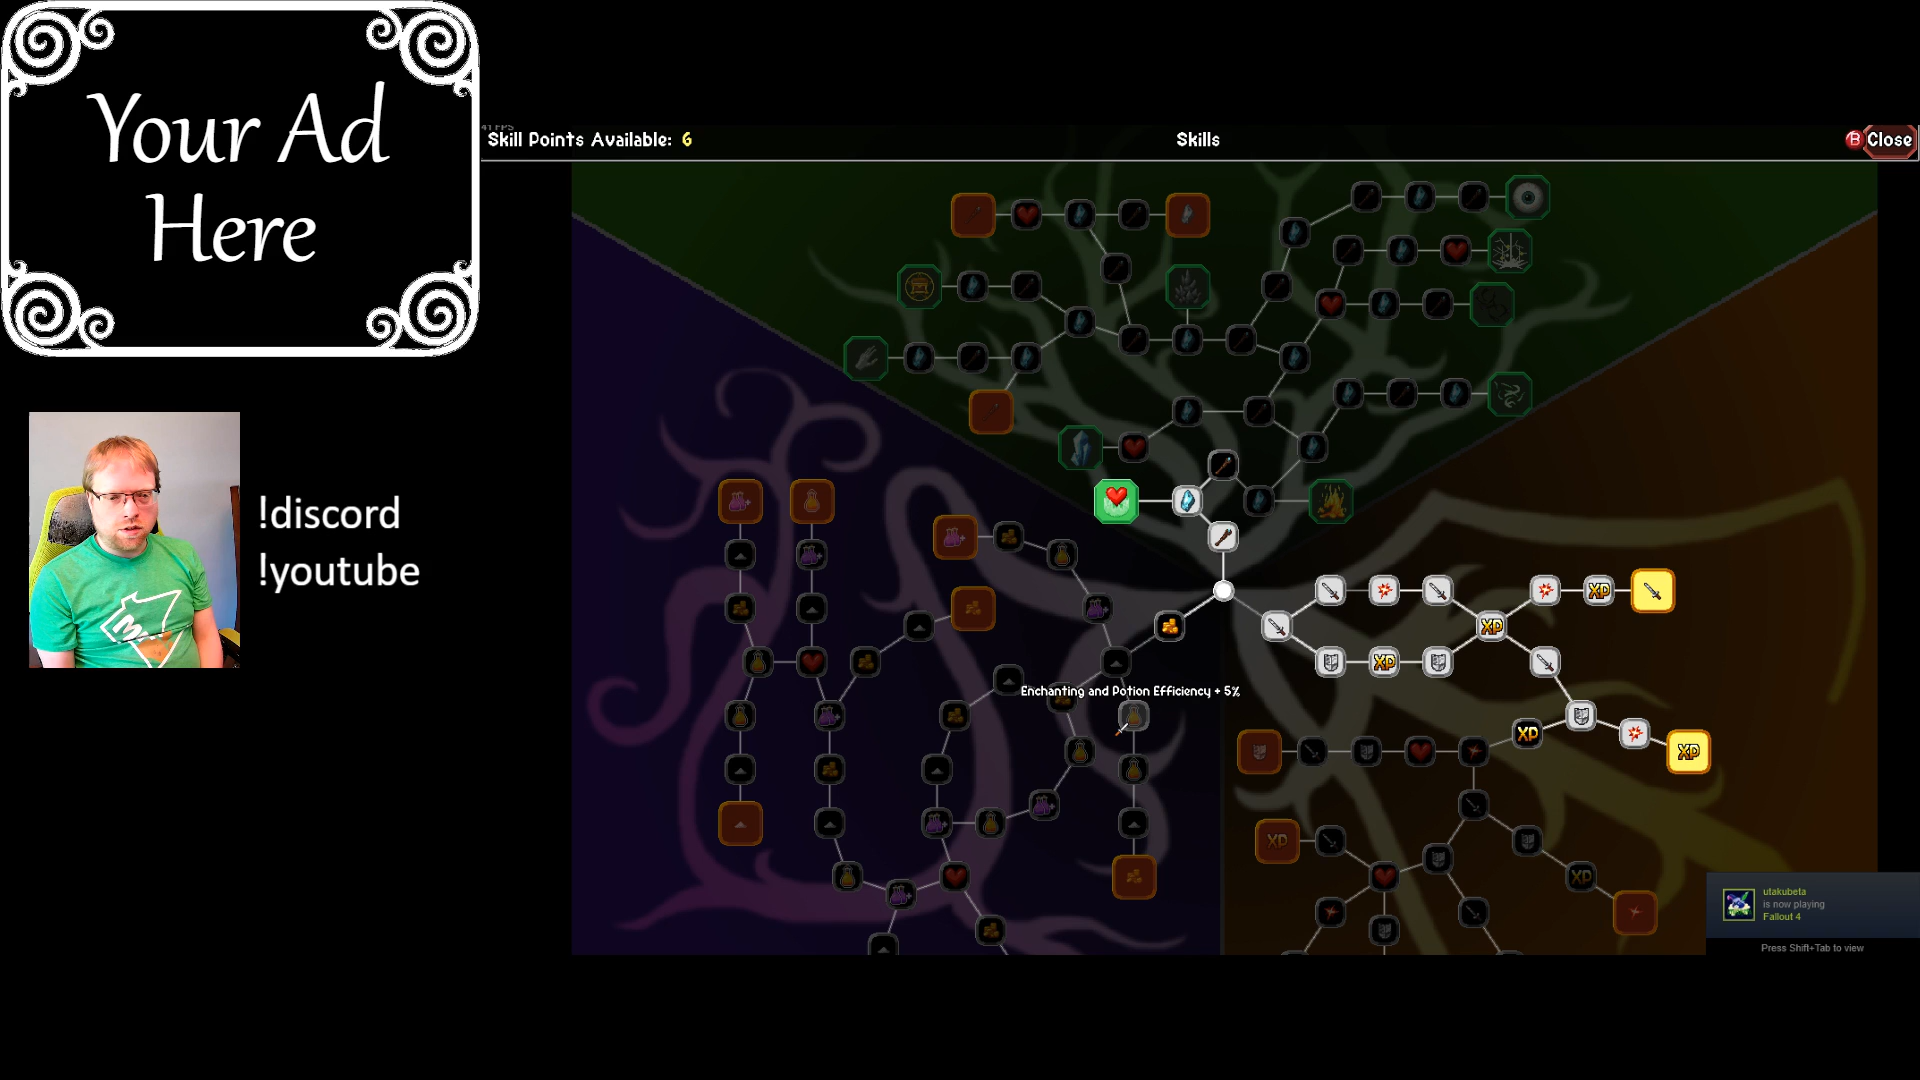 Your Ad
Here
Skill Points Available: 6
Skills
B Close
!discord
!youtube
XP
XP
XP
Enchanting and Potion Efficiency + 5%
XP
XP
XP
XP
utakubeta
is now playing
Fallout 4
Press Shift+Tab to view